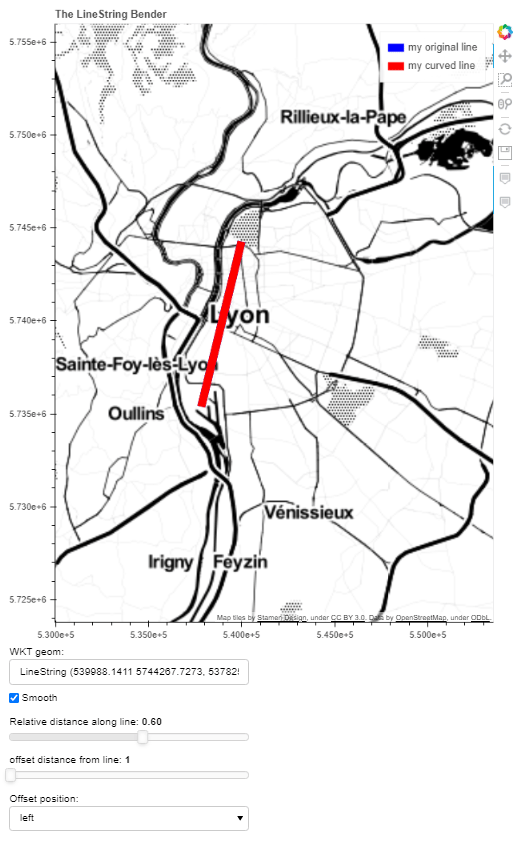 The LineString Bender
my original line
my curved line
5.755e+6
5.750e+6
5.745e+6
5.740e+6
5.735e+6
5.730e+6
5.725e+6
Rillieux-la-Pape
Lyon
Sainte-Foy-lès-Lyon
Oullins
Vénissieux
Irigny
Feyzin
Map tiles by Stamen Design, under CC BY 3.0. Data by OpenStreetMap, under ODbL.
5.300e+5
5.350e+5
5.400e+5
5.450e+5
5.500e+5
WKT geom:
LineString (539988.1411 5744267.7273, 53782
Smooth
Relative distance along line: 0.60
offset distance from line: 1
Offset position:
left